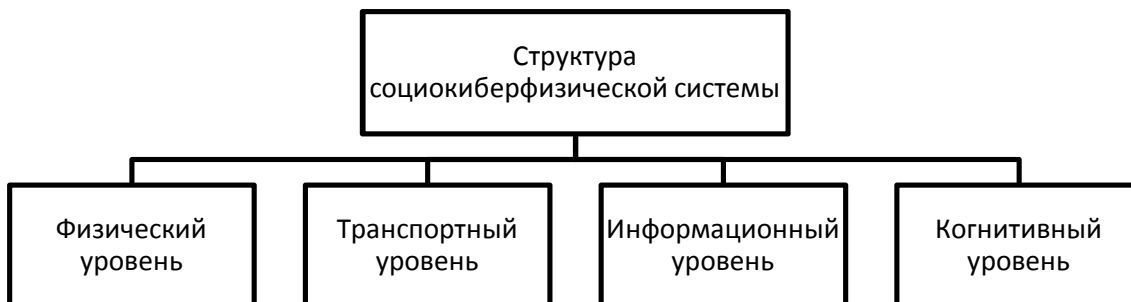 Структура
социокиберфизической системы
Физический
уровень
Транспортный
уровень
Информационный
уровень
Когнитивный
уровень